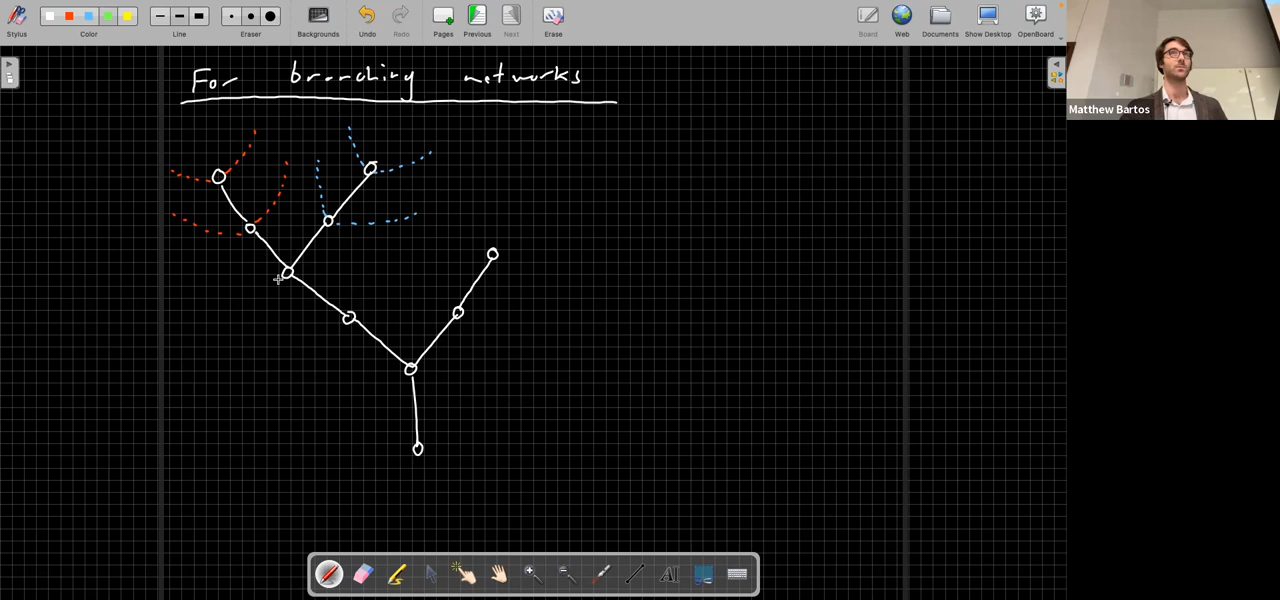 Stylus Color Line Eraser Backgrounds Undo Redo Pages Previous Next Erase Board Web Documents Show Desktop OpenBoard
For branching networks
Matthew Bartos
AI